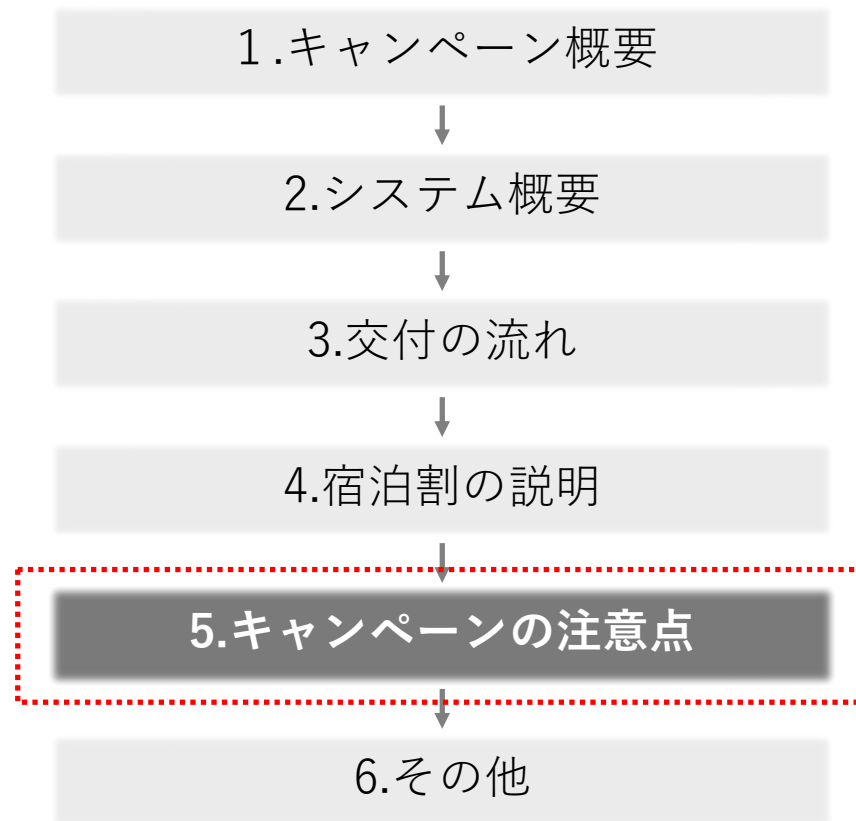 １.キャンペーン概要
2.システム概要
3.交付の流れ
4.宿泊割の説明
5.キャンペーンの注意点
6.その他